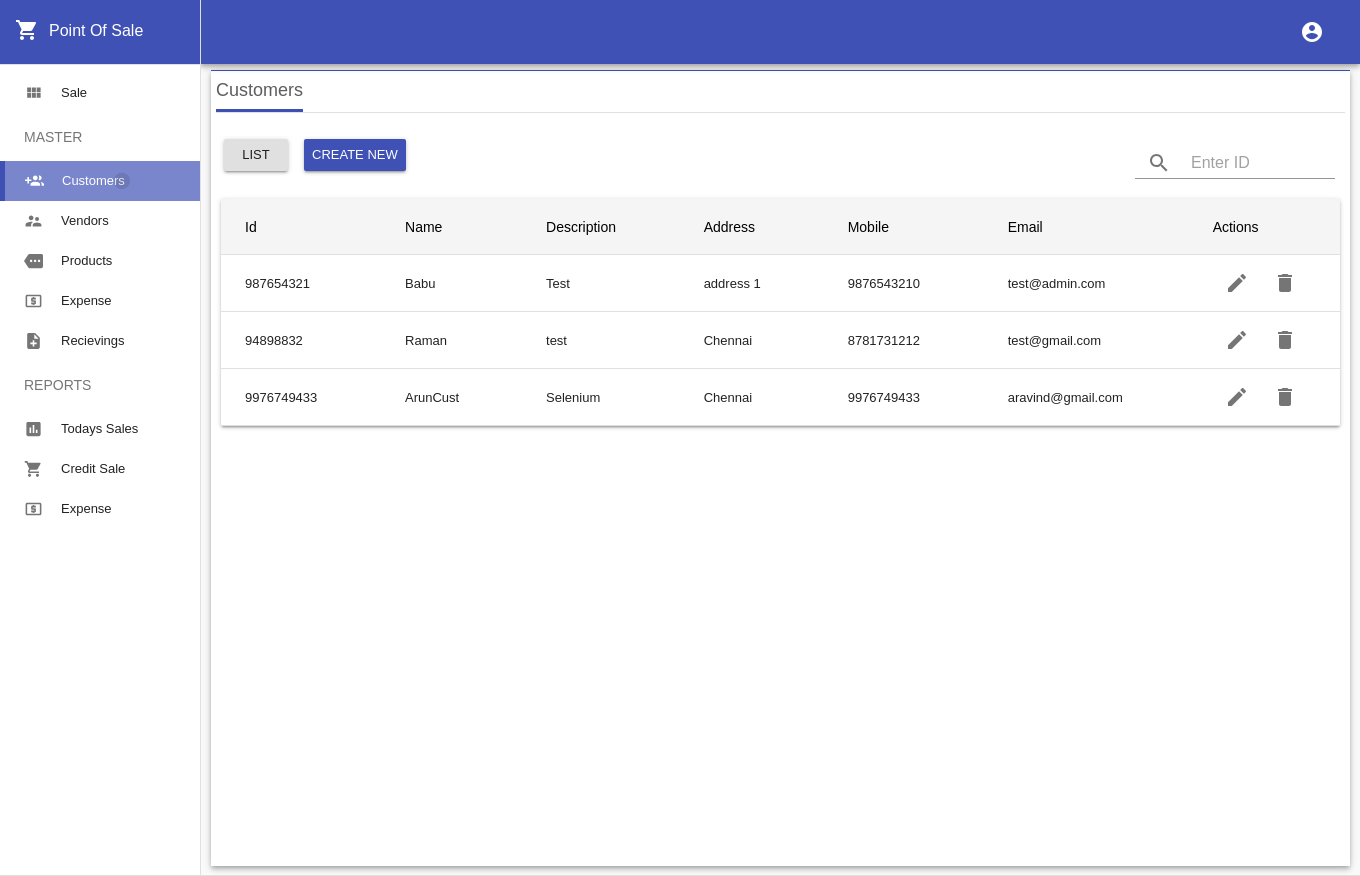 Point Of Sale
Sale
MASTER
Customers
Vendors
Products
Expense
Recievings
REPORTS
Todays Sales
Credit Sale
Expense
Customers
LIST CREATE NEW
Enter ID
Id Name Description Address Mobile Email Actions
987654321 Babu Test address 1 9876543210 test@admin.com
94898832 Raman test Chennai 8781731212 test@gmail.com
9976749433 ArunCust Selenium Chennai 9976749433 aravind@gmail.com